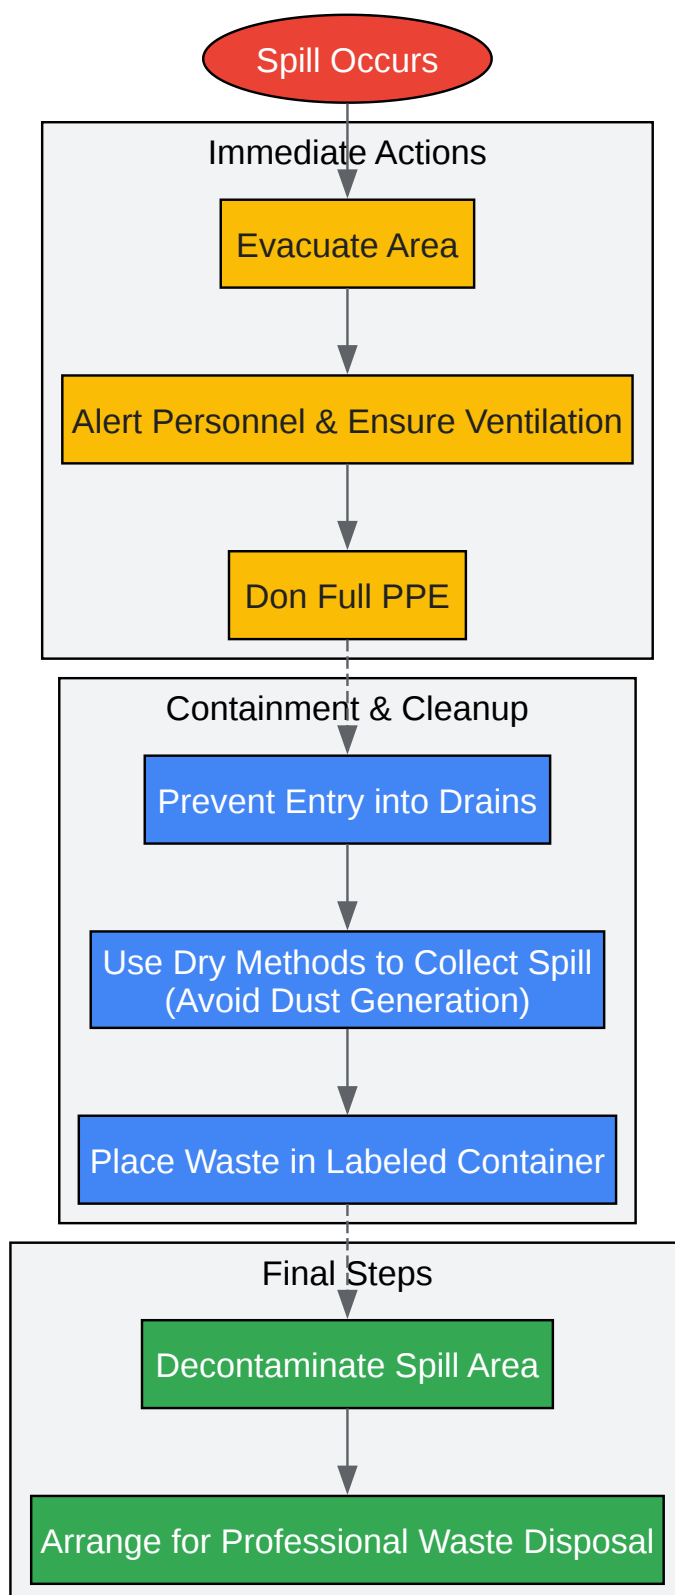 Spill Occurs
Immediate Actions
Evacuate Area
Alert Personnel & Ensure Ventilation
Don Full PPE
Containment & Cleanup
Prevent Entry into Drains
Use Dry Methods to Collect Spill
(Avoid Dust Generation)
Place Waste in Labeled Container
Final Steps
Decontaminate Spill Area
Arrange for Professional Waste Disposal